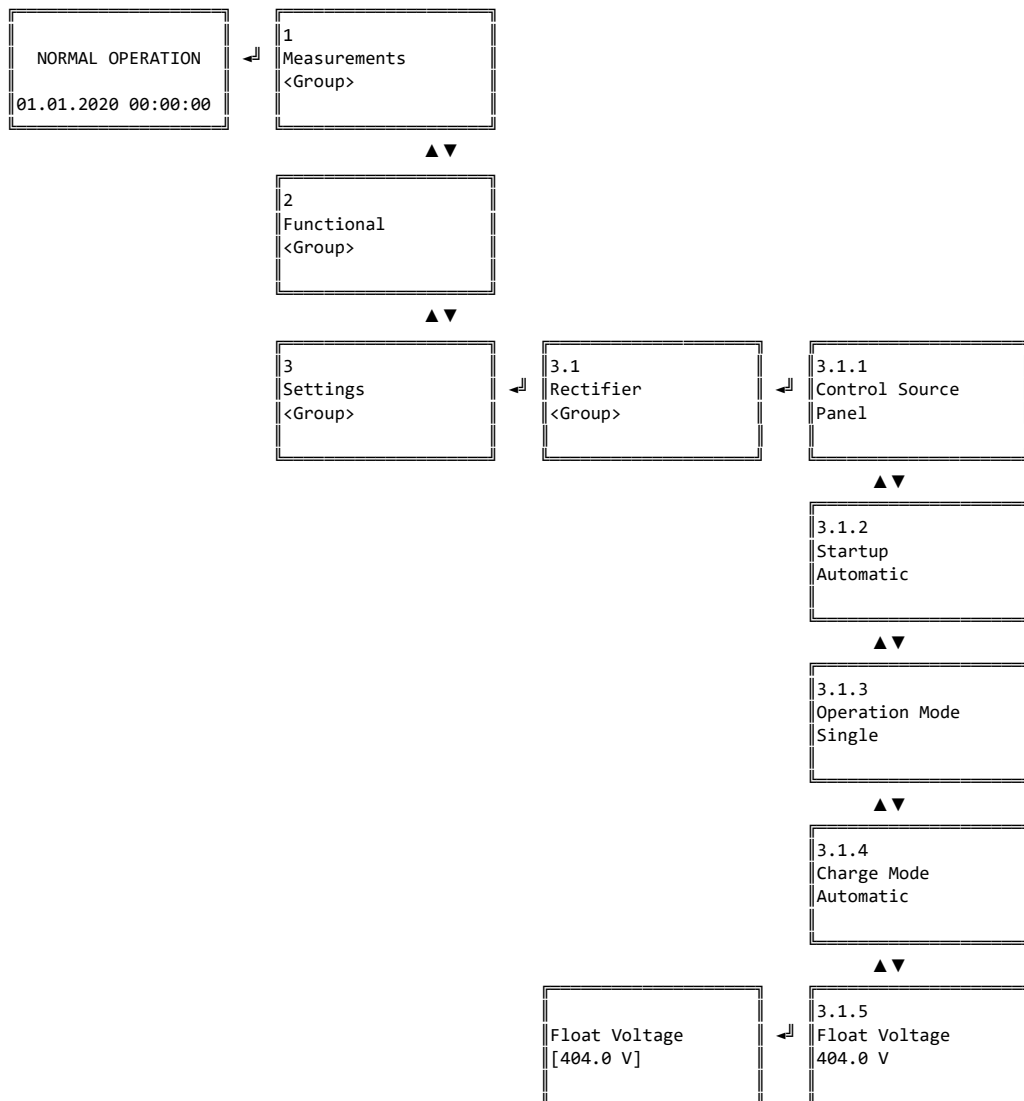 NORMAL OPERATION
01.01.2020 00:00:00
1
Measurements
<Group>
▲▼
2
Functional
<Group>
▲▼
3
Settings
<Group>
3.1
Rectifier
<Group>
3.1.1
Control Source
Panel
▲▼
3.1.2
Startup
Automatic
▲▼
3.1.3
Operation Mode
Single
▲▼
3.1.4
Charge Mode
Automatic
▲▼
Float Voltage
[404.0 V]
3.1.5
Float Voltage
404.0 V